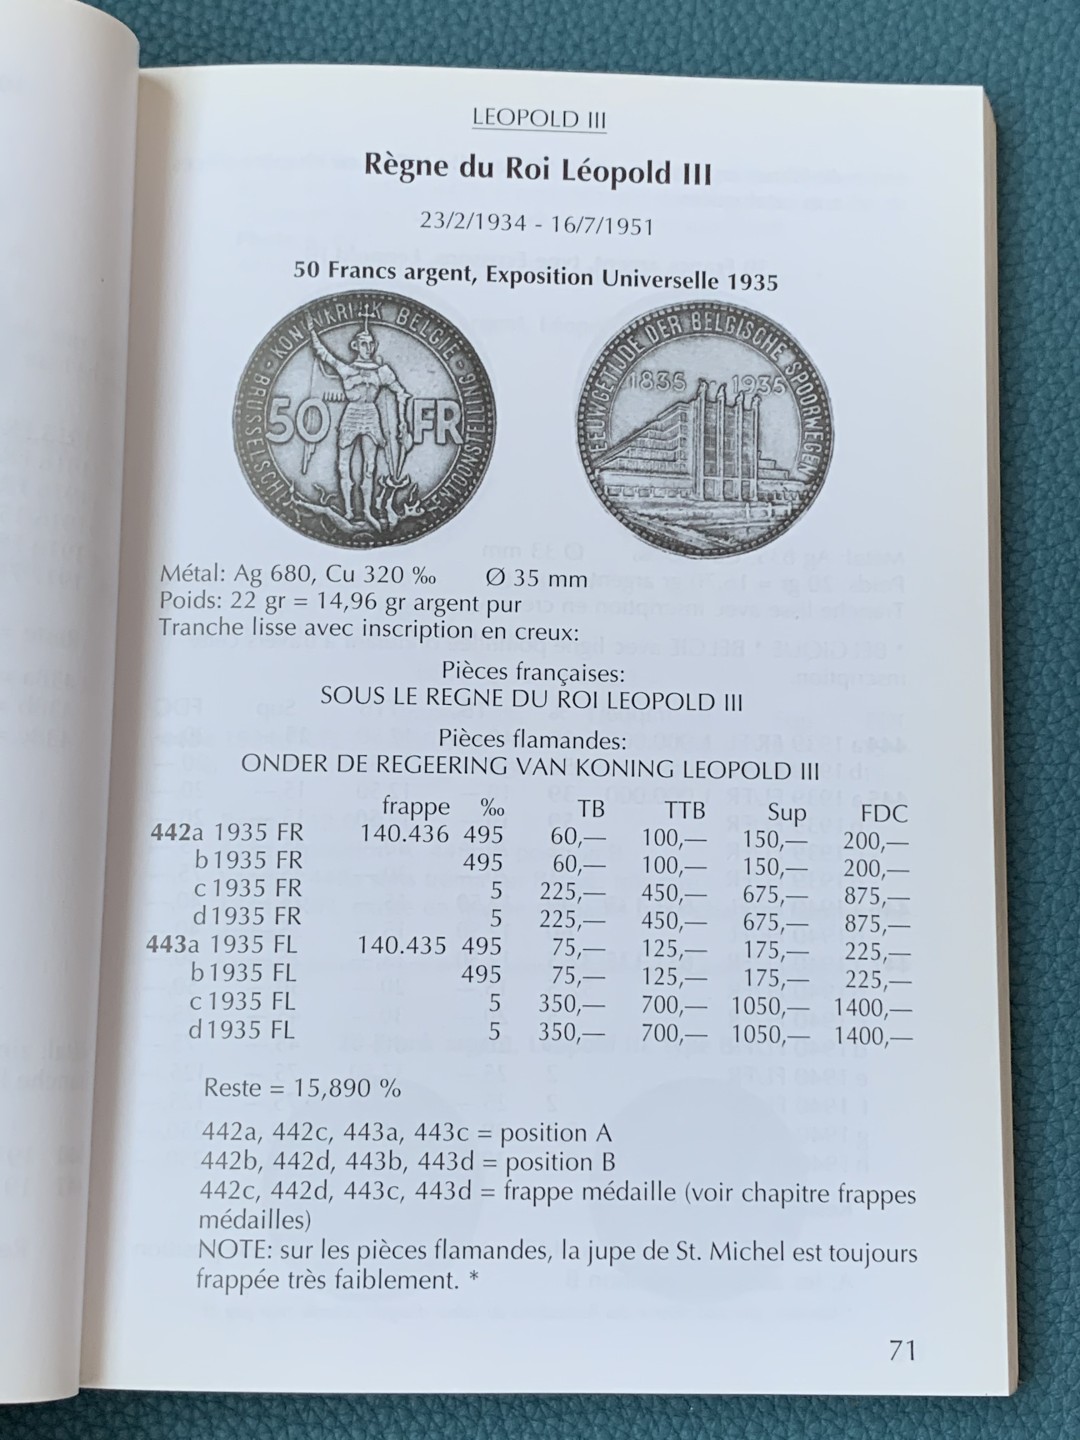 LEOPOLD III
Règne du Roi Léopold III
23/2/1934 - 16/7/1951
50 Francs argent, Exposition Universelle 1935
BRUSSELSCHE - KONINKRIJK BELGIE - TENTOONSTELLING
50 FR
EEUWGETIJDE DER BELGISCHE SPOORWEGEN
1835 1935
Métal: Ag 680, Cu 320 ‰ Ø 35 mm
Poids: 22 gr = 14,96 gr argent pur
Tranche lisse avec inscription en creux:
Pièces françaises:
SOUS LE REGNE DU ROI LEOPOLD III
Pièces flamandes:
ONDER DE REGEERING VAN KONING LEOPOLD III
frappe ‰ TB TTB Sup FDC
442a 1935 FR 140.436 495 60,— 100,— 150,— 200,—
b 1935 FR 495 60,— 100,— 150,— 200,—
c 1935 FR 5 225,— 450,— 675,— 875,—
d 1935 FR 5 225,— 450,— 675,— 875,—
443a 1935 FL 140.435 495 75,— 125,— 175,— 225,—
b 1935 FL 495 75,— 125,— 175,— 225,—
c 1935 FL 5 350,— 700,— 1050,— 1400,—
d 1935 FL 5 350,— 700,— 1050,— 1400,—
Reste = 15,890 %
442a, 442c, 443a, 443c = position A
442b, 442d, 443b, 443d = position B
442c, 442d, 443c, 443d = frappe médaille (voir chapitre frappes
médailles)
NOTE: sur les pièces flamandes, la jupe de St. Michel est toujours
frappée très faiblement. *
71